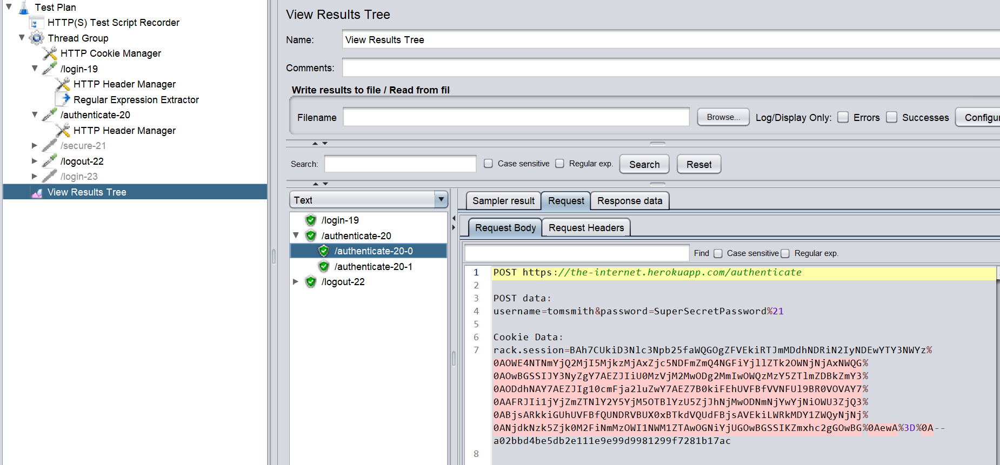 Test Plan
HTTP(S) Test Script Recorder
Thread Group
HTTP Cookie Manager
/login-19
HTTP Header Manager
Regular Expression Extractor
/authenticate-20
HTTP Header Manager
/secure-21
/logout-22
/login-23
View Results Tree
View Results Tree
Name: View Results Tree
Comments:
Write results to file / Read from fil
Filename Browse... Log/Display Only: Errors Successes Configu
Search: Case sensitive Regular exp. Search Reset
Text
/login-19
/authenticate-20
/authenticate-20-0
/authenticate-20-1
/logout-22
Sampler result Request Response data
Request Body Request Headers
Find Case sensitive Regular exp.
1 POST https://the-internet.herokuapp.com/authenticate
2
3 POST data:
4 username=tomsmith&password=SuperSecretPassword%21
5
6 Cookie Data:
7 rack.session=BAh7CUkiD3Nlc3Npb25faWQGOgZFVEkiRTJmMDdhNDRiN2IyNDEwYTY3NWYz%
0AOWE4NTNmYjQ2MjI5MjkzMjAxZjc5NDFmZmQ4NGFiYjllZTk2OWNjNjAxNWQG%
0AOwBGSSIJY3NyZgY7AEZJIiU0MzVjM2MwODg2MmIwOWQzMzY5ZTlmZDBkZmY3%
0AODdhNAY7AEZJIg10cmFja2luZwY7AEZ7B0kiFEhUVFBfVVNFUl9BR0VOVAY7%
0AAFRJIi1jYjZmZTNlY2Y5YjM5OTBlYzU5ZjJhNjMwODNmNjYwYjNiOWU3ZjQ3%
0ABjsARkkiGUhUVFBfQUNDRVBUX0xBTkdVQUdFBjsAVEkiLWRkMDY1ZWQyNjNj%
0ANjdkNzk5Zjk0M2FiNmMzOWI1NWM1ZTAwOGNiYjUGOwBGSSIKZmxhc2gGOwBG%0AewA%3D%0A--
a02bbd4be5db2e111e9e99d9981299f7281b17ac
8